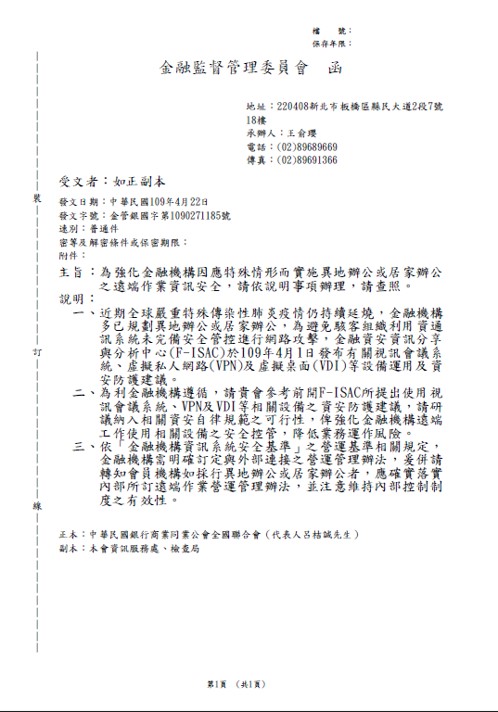 檔　　號：
保存年限：
金融監督管理委員會　函
地址：220408新北市板橋區縣民大道2段7號
18樓
承辦人：王俞瓔
電話：(02)89689669
傳真：(02)89691366
受文者：如正副本
發文日期：中華民國109年4月22日
發文字號：金管銀國字第1090271185號
速別：普通件
密等及解密條件或保密期限：
附件：
主旨：為強化金融機構因應特殊情形而實施異地辦公或居家辦公
之遠端作業資訊安全，請依說明事項辦理，請查照。
說明：
一、近期全球嚴重特殊傳染性肺炎疫情仍持續延燒，金融機構
多已規劃異地辦公或居家辦公，為避免駭客組織利用資通
訊系統未完備安全管控進行網路攻擊，金融資安資訊分享
與分析中心(F-ISAC)於109年4月1日發布有關視訊會議系
統、虛擬私人網路(VPN)及虛擬桌面(VDI)等設備運用及資
安防護建議。
二、為利金融機構遵循，請貴會參考前開F-ISAC所提出使用視
訊會議系統、VPN及VDI等相關設備之資安防護建議，請研
議納入相關資安自律規範之可行性，俾強化金融機構遠端
工作使用相關設備之安全控管，降低業務運作風險。
三、依「金融機構資訊系統安全基準」之營運基準相關規定，
金融機構需明確訂定與外部連接之營運管理辦法，爰併請
轉知會員機構如採行異地辦公或居家辦公者，應確實落實
內部所訂遠端作業營運管理辦法，並注意維持內部控制制
度之有效性。
正本：中華民國銀行商業同業公會全國聯合會（代表人呂桔誠先生）
副本：本會資訊服務處、檢查局
裝
訂
線
第1頁　（共1頁）